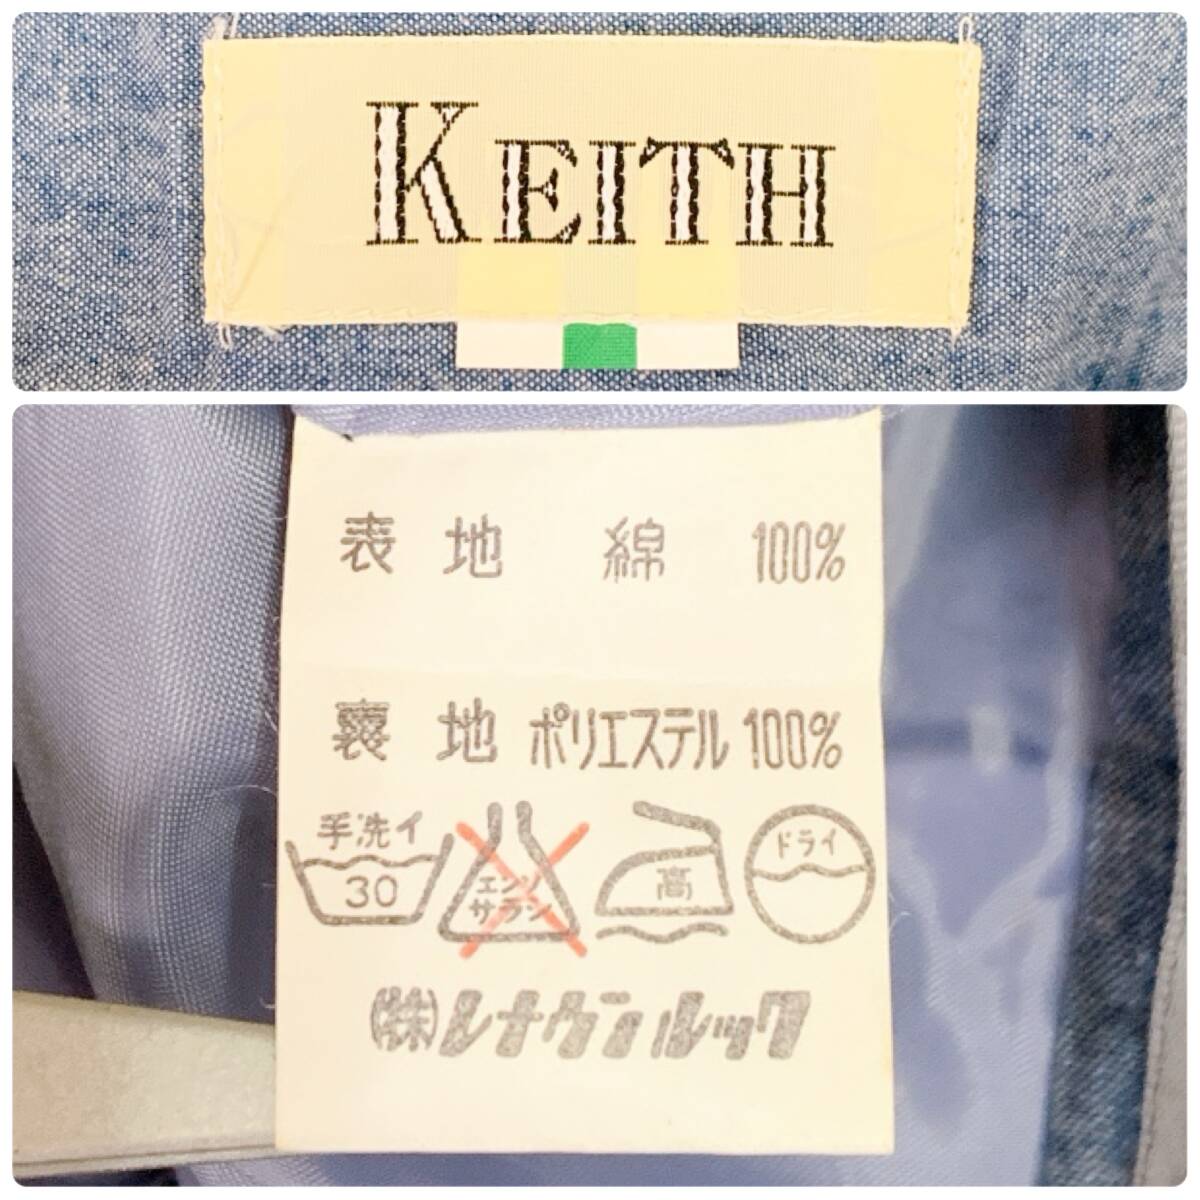 KEITH
表地 綿 100%
裏地 ポリエステル 100%
手洗イ
30
エンソ
サラシ
高
ドライ
(株)レナウンルック